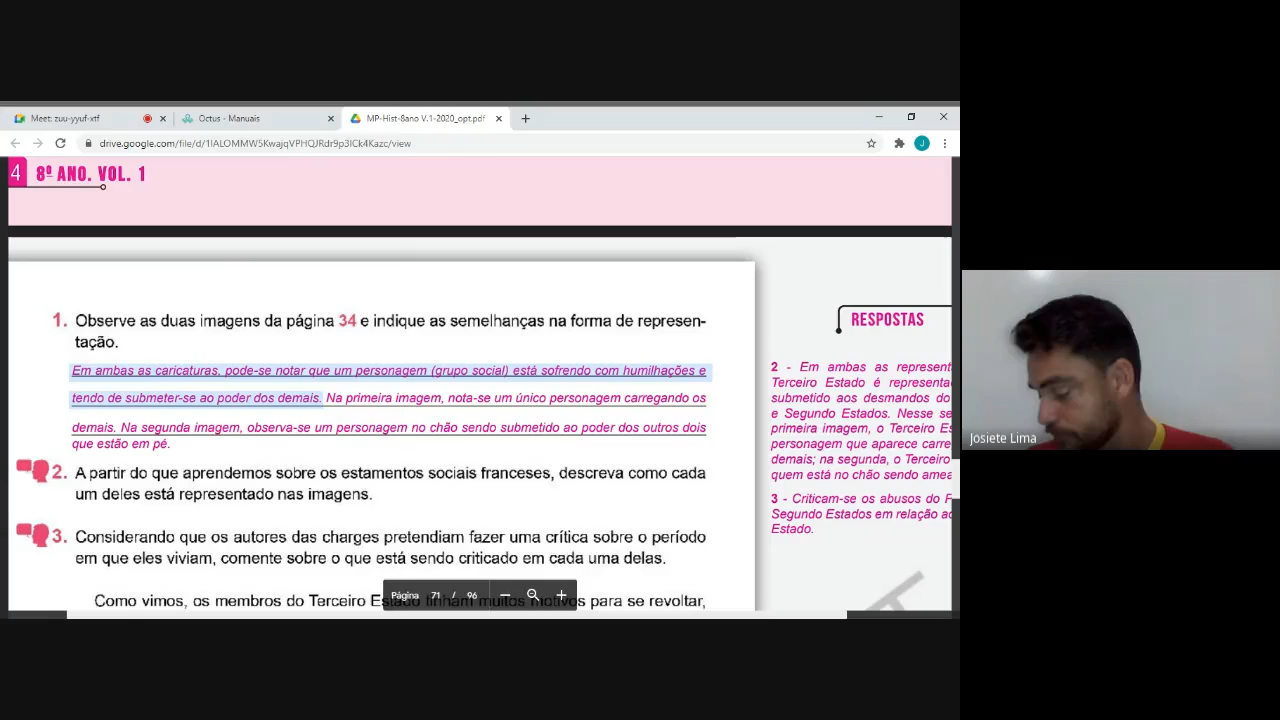 Meet: zuu-yyuf-xtf
Octus - Manuais
MP-Hist-8ano V.1-2020_opt.pdf
4 8º ANO. VOL. 1
1. Observe as duas imagens da página 34 e indique as semelhanças na forma de represen-
tação.
Em ambas as caricaturas, pode-se notar que um personagem (grupo social) está sofrendo com humilhações e
tendo de submeter-se ao poder dos demais. Na primeira imagem, nota-se um único personagem carregando os
demais. Na segunda imagem, observa-se um personagem no chão sendo submetido ao poder dos outros dois
que estão em pé.
2. A partir do que aprendemos sobre os estamentos sociais franceses, descreva como cada
um deles está representado nas imagens.
3. Considerando que os autores das charges pretendiam fazer uma crítica sobre o período
em que eles viviam, comente sobre o que está sendo criticado em cada uma delas.
Como vimos, os membros do Terceiro Estado tinham muitos motivos para se revoltar,
Página 71 / 96
RESPOSTAS
2 - Em ambas as represent
Terceiro Estado é representa
submetido aos desmandos do
e Segundo Estados. Nesse se
primeira imagem, o Terceiro Es
personagem que aparece carre
demais; na segunda, o Terceiro
quem está no chão sendo amea
3 - Criticam-se os abusos do P
Segundo Estados em relação ao
Estado.
J
Josiete Lima